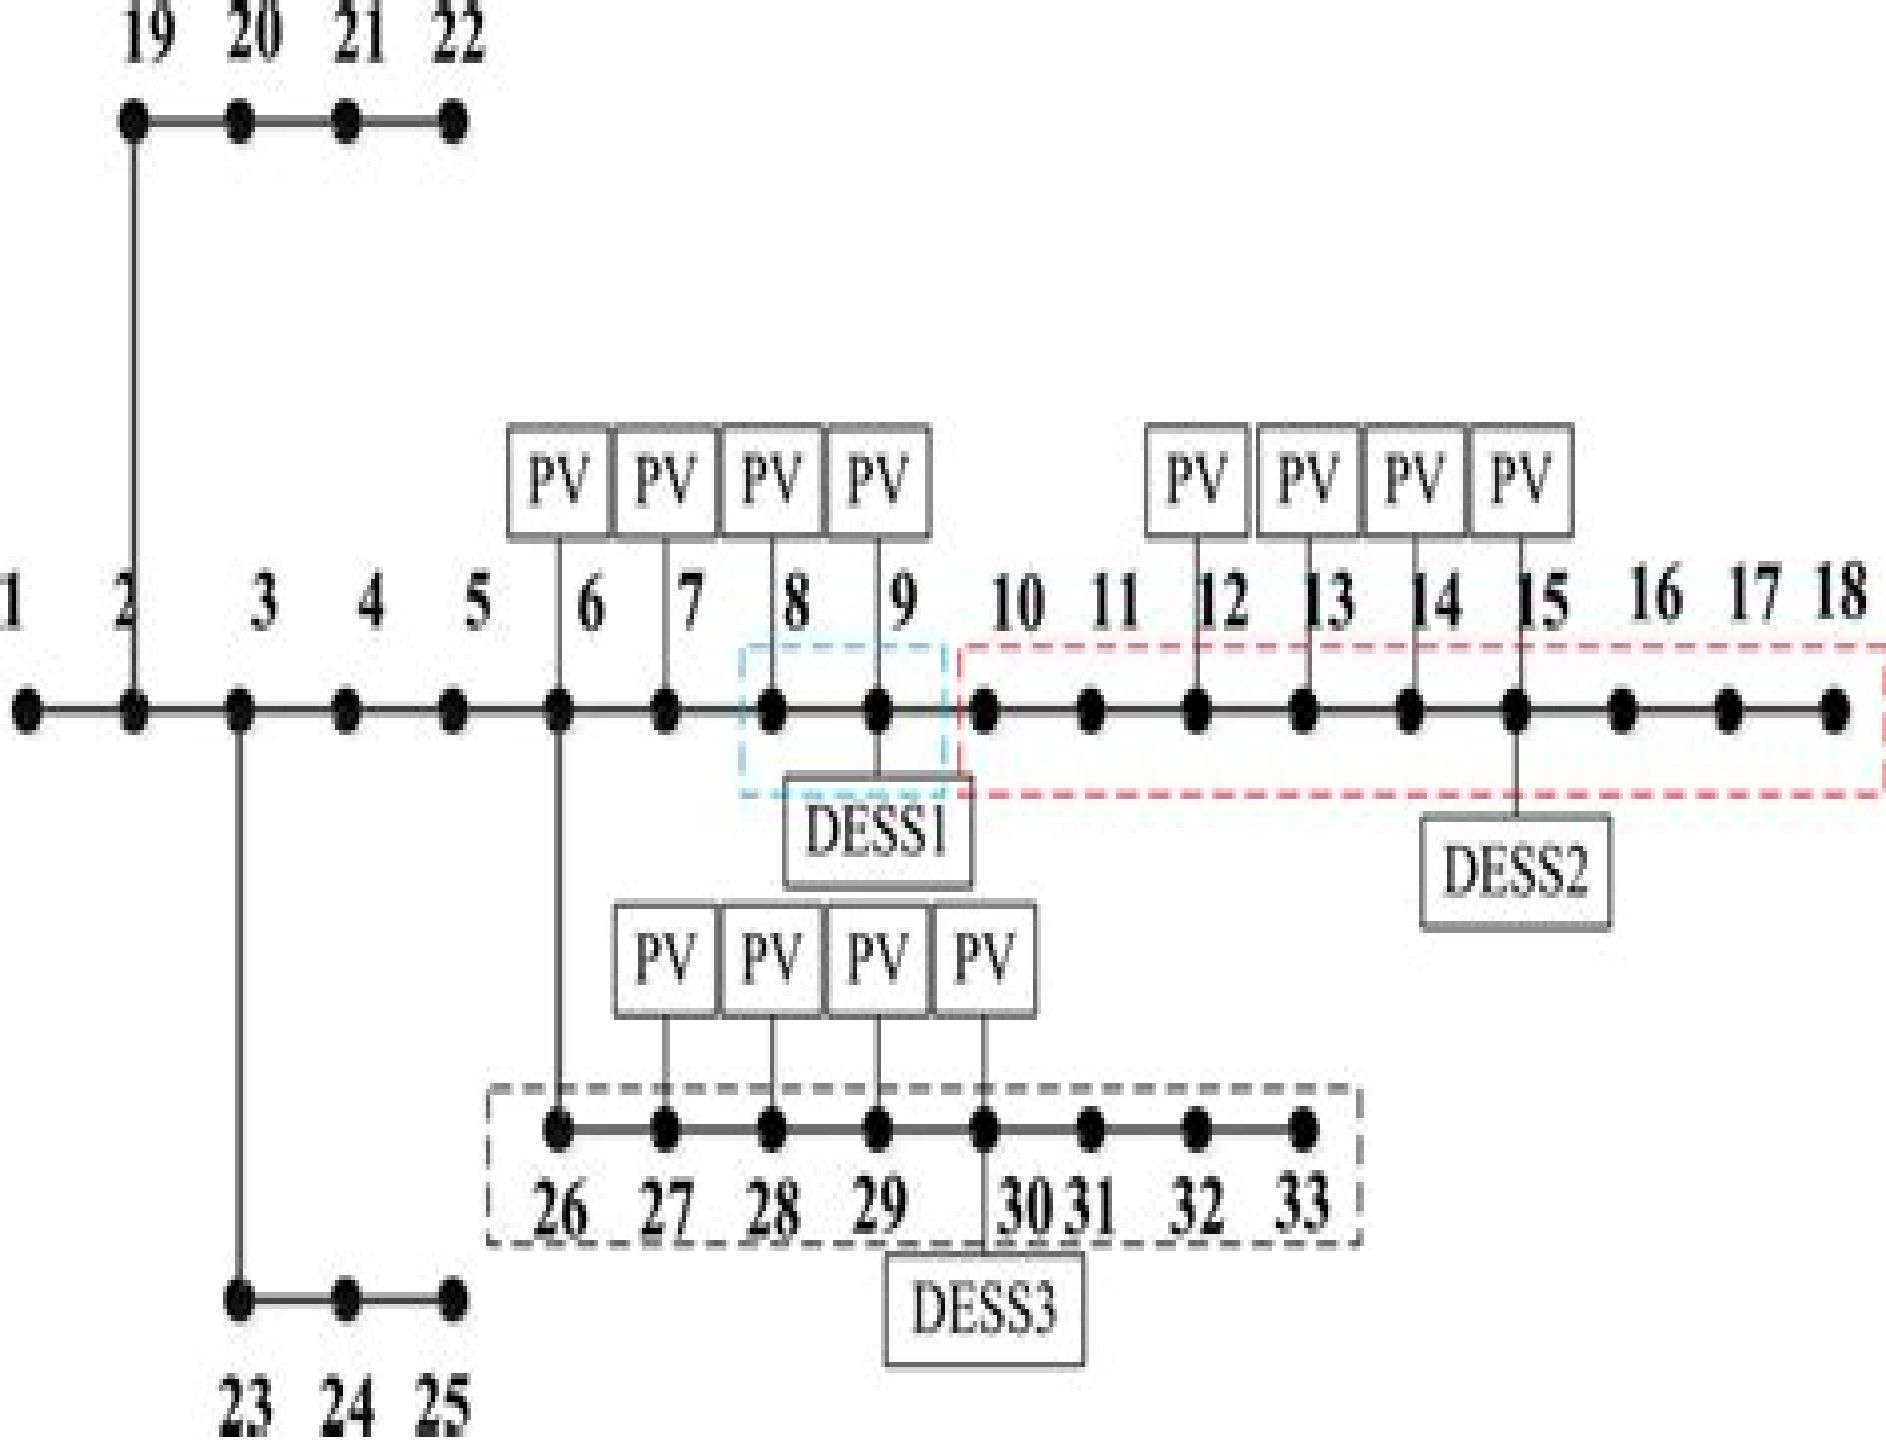 19 20 21 22
PV PV PV PV PV PV PV PV
1 2 3 4 5 6 7 8 9 10 11 12 13 14 15 16 17 18
DESS1
DESS2
PV PV PV PV
26 27 28 29 30 31 32 33
DESS3
23 24 25